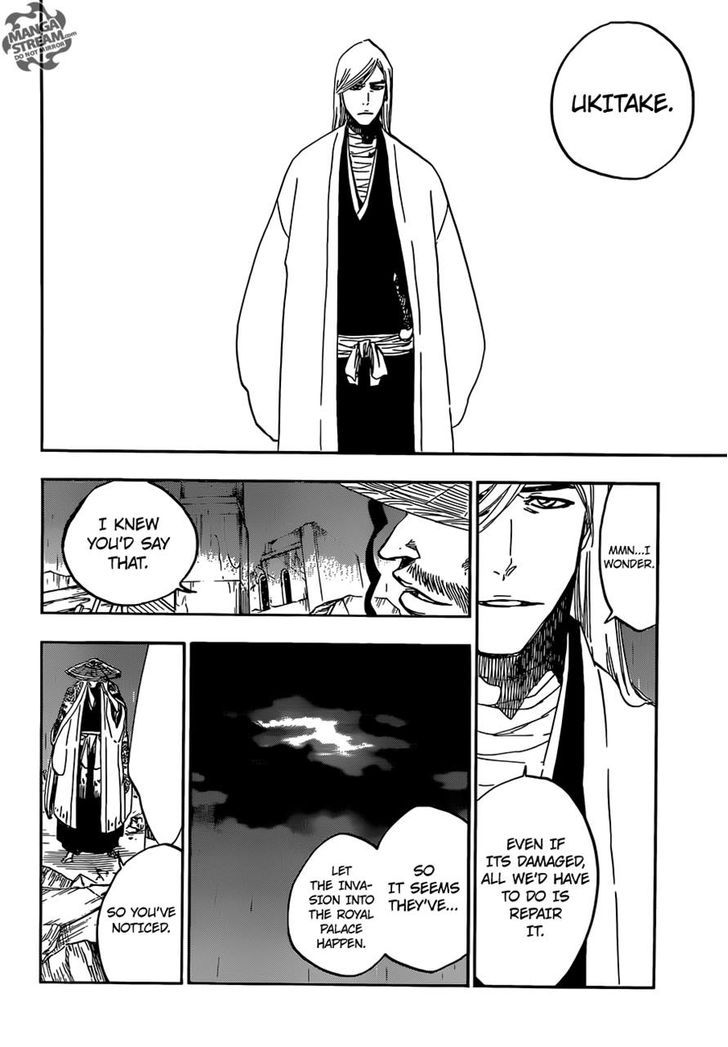 MANGA
STREAM.com
DO NOT MIRROR
UKITAKE.
MMN...I
WONDER.
EVEN IF
ITS DAMAGED,
ALL WE'D HAVE
TO DO IS
REPAIR
IT.
I KNEW
YOU'D SAY
THAT.
SO
IT SEEMS
THEY'VE...
LET
THE INVA-
SION INTO
THE ROYAL
PALACE
HAPPEN.
SO YOU'VE
NOTICED.